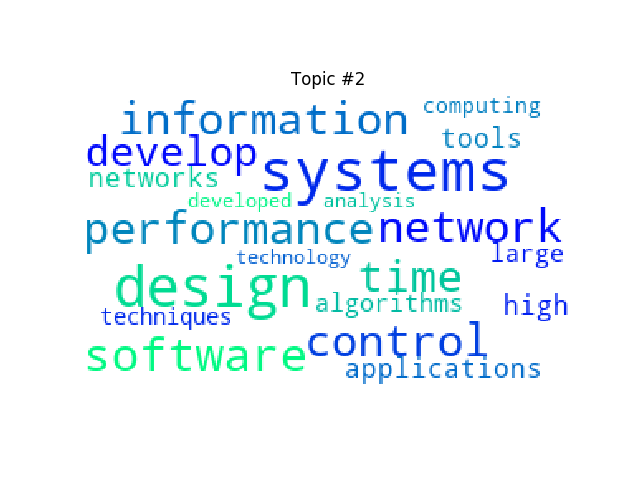 Topic #2
computing
information
tools
develop
systems
networks
developed analysis
performance network
technology large
design time
algorithms high
techniques
control
software
applications